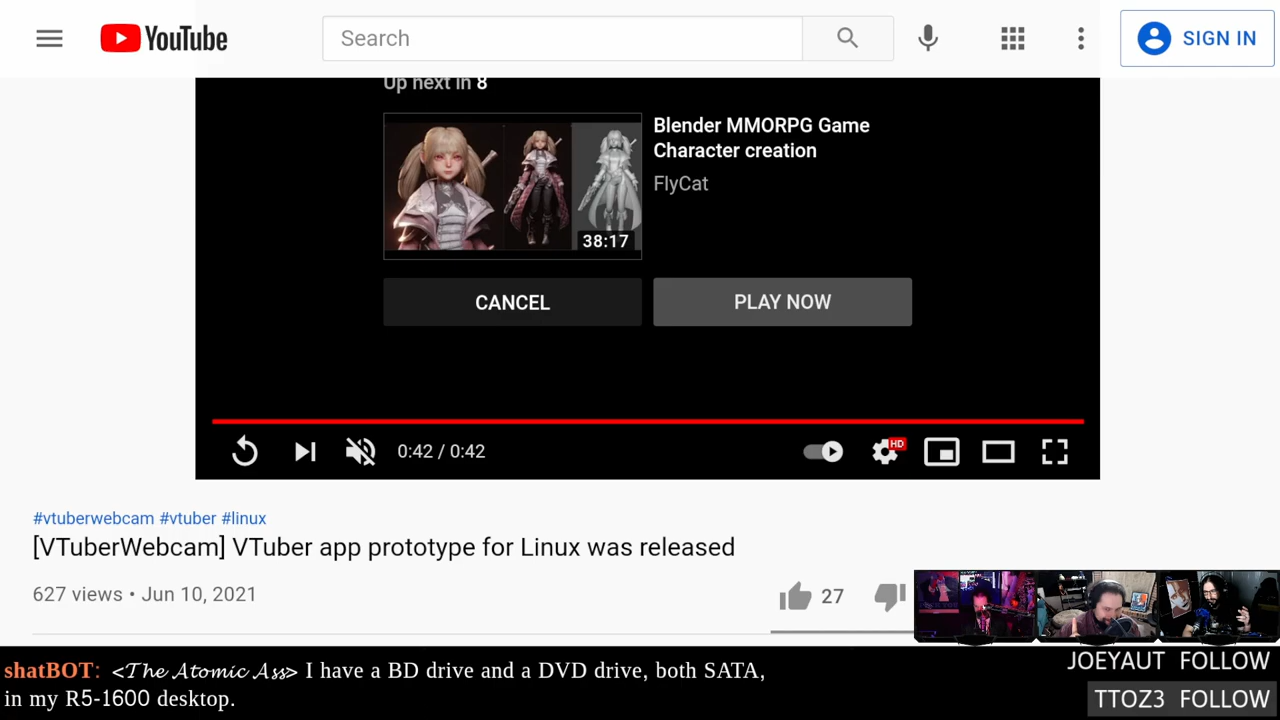 YouTube
Search
SIGN IN
Up next in 8
Blender MMORPG Game
Character creation
FlyCat
38:17
CANCEL
PLAY NOW
0:42 / 0:42
HD
#vtuberwebcam #vtuber #linux
[VTuberWebcam] VTuber app prototype for Linux was released
627 views • Jun 10, 2021
27
shatBOT: <The Atomic Ass> I have a BD drive and a DVD drive, both SATA,
in my R5-1600 desktop.
JOEYAUT FOLLOW
TTOZ3 FOLLOW